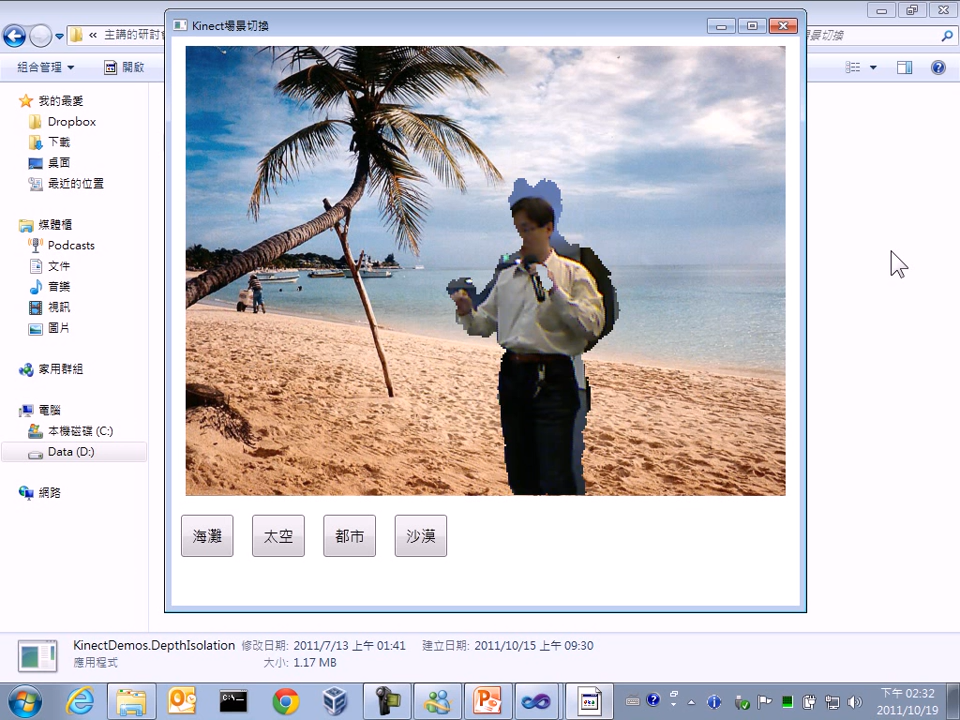 Kinect場景切換
« 主講的研討會
景切換
組合管理
開啟
我的最愛
Dropbox
下載
桌面
最近的位置
媒體櫃
Podcasts
文件
音樂
視訊
圖片
家用群組
電腦
本機磁碟 (C:)
Data (D:)
網路
海灘
太空
都市
沙漠
KinectDemos.DepthIsolation 修改日期: 2011/7/13 上午 01:41 建立日期: 2011/10/15 上午 09:30
應用程式 大小: 1.17 MB
下午 02:32
2011/10/19